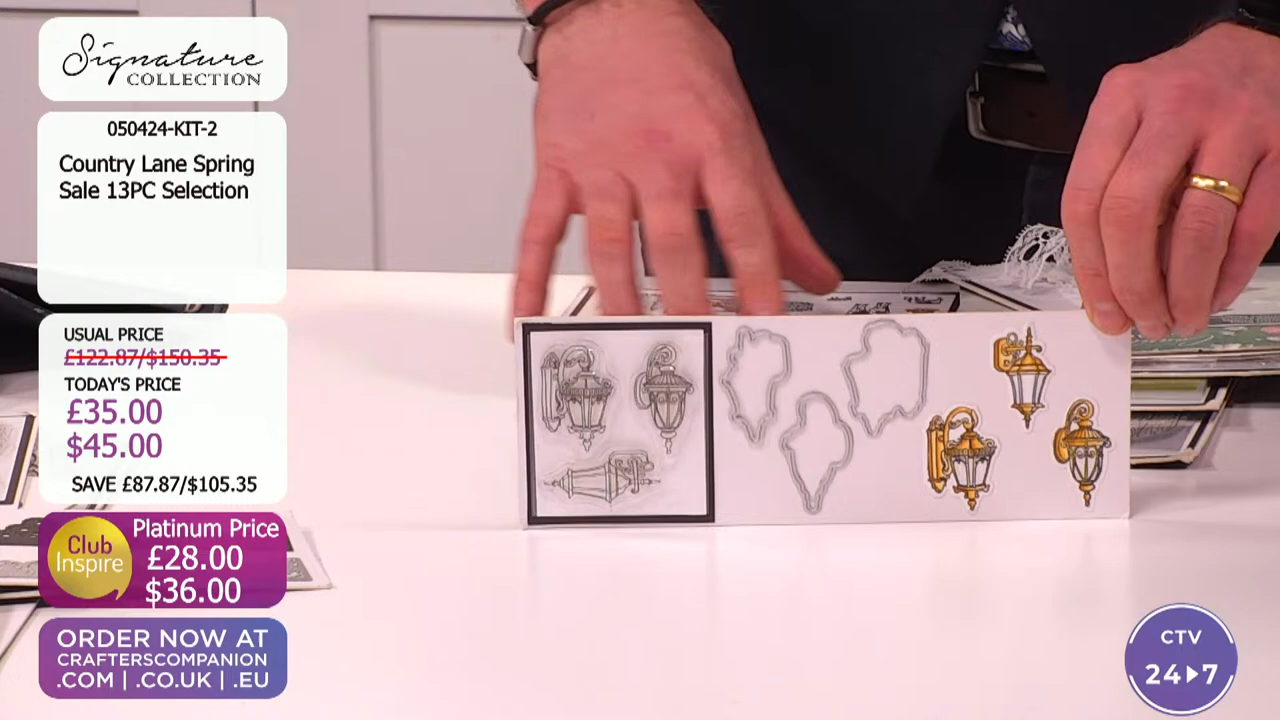 Signature
COLLECTION
050424-KIT-2
Country Lane Spring
Sale 13PC Selection
USUAL PRICE
£122.87/$150.35
TODAY'S PRICE
£35.00
$45.00
SAVE £87.87/$105.35
Club
Inspire
Platinum Price
£28.00
$36.00
ORDER NOW AT
CRAFTERSCOMPANION
.COM | .CO.UK | .EU
CTV
24▶7